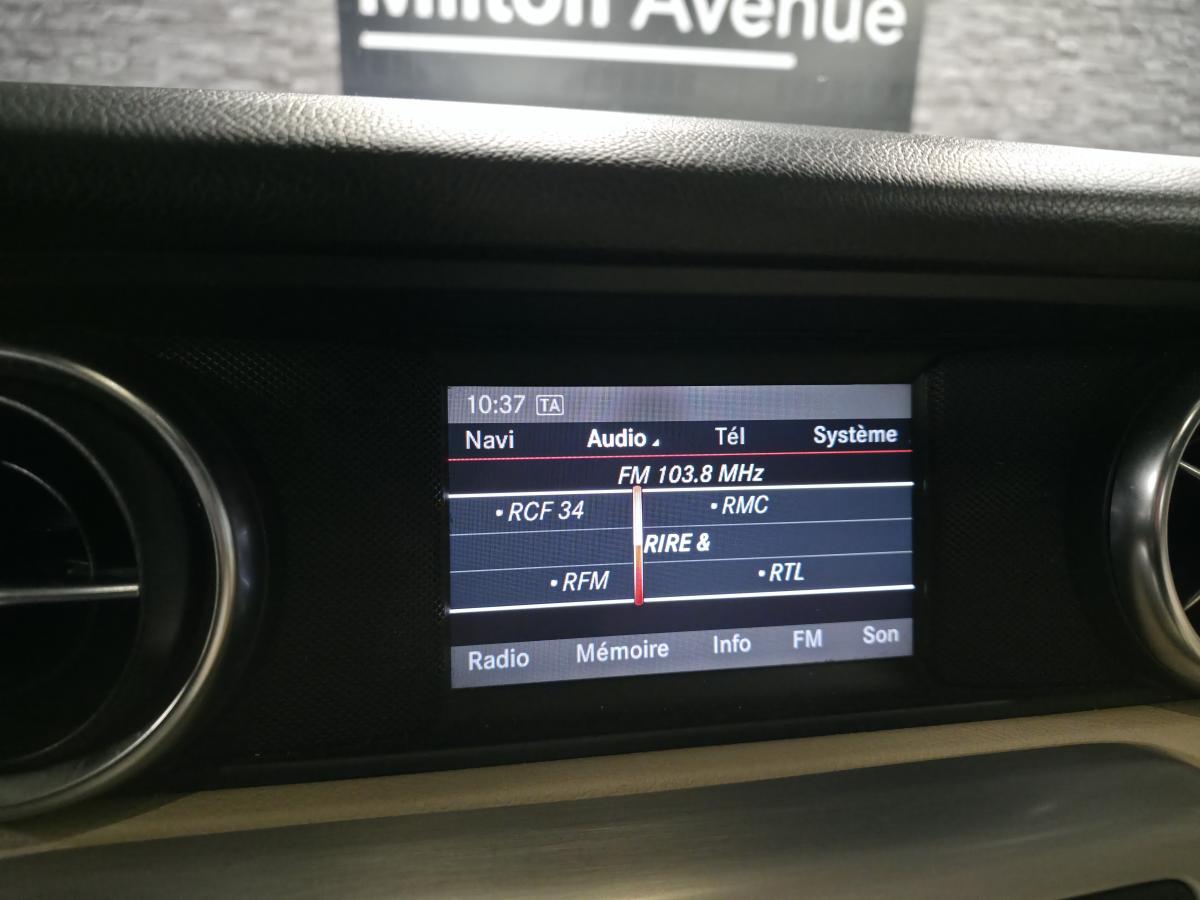 Milton Avenue
10:37 TA
Navi Audio Tél Système
FM 103.8 MHz
• RCF 34 • RMC
RIRE &
• RFM • RTL
Radio Mémoire Info FM Son